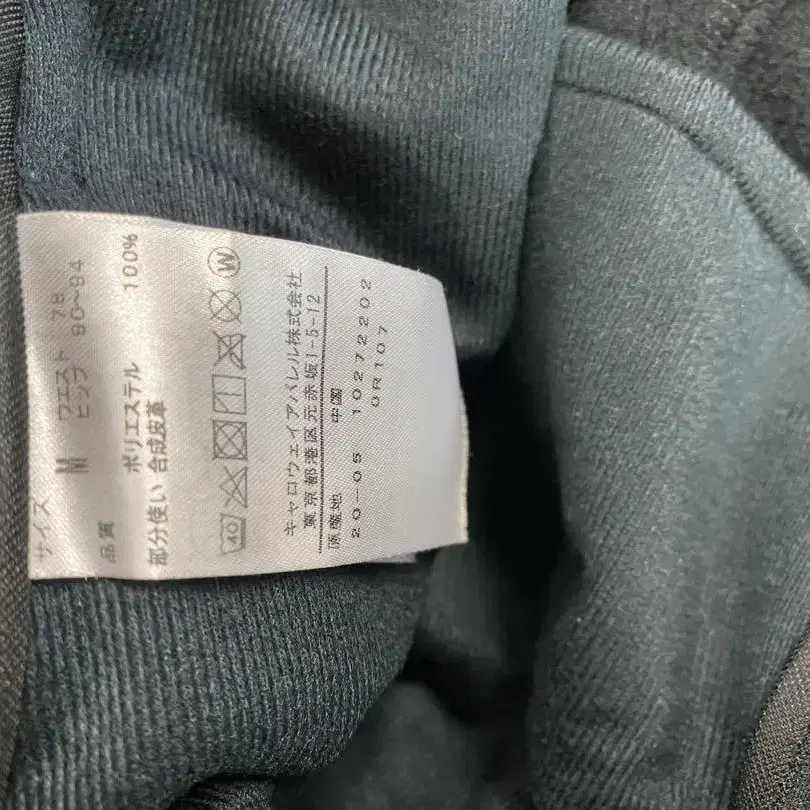 サイズ
M ウエスト 78
ヒップ 90〜94
品質
ポリエステル 100%
部分使い 合成皮革
40 W
キャロウェイアパレル株式会社
東京都港区元赤坂1-5-12
原産地 中国
20-05 10272202
0R107